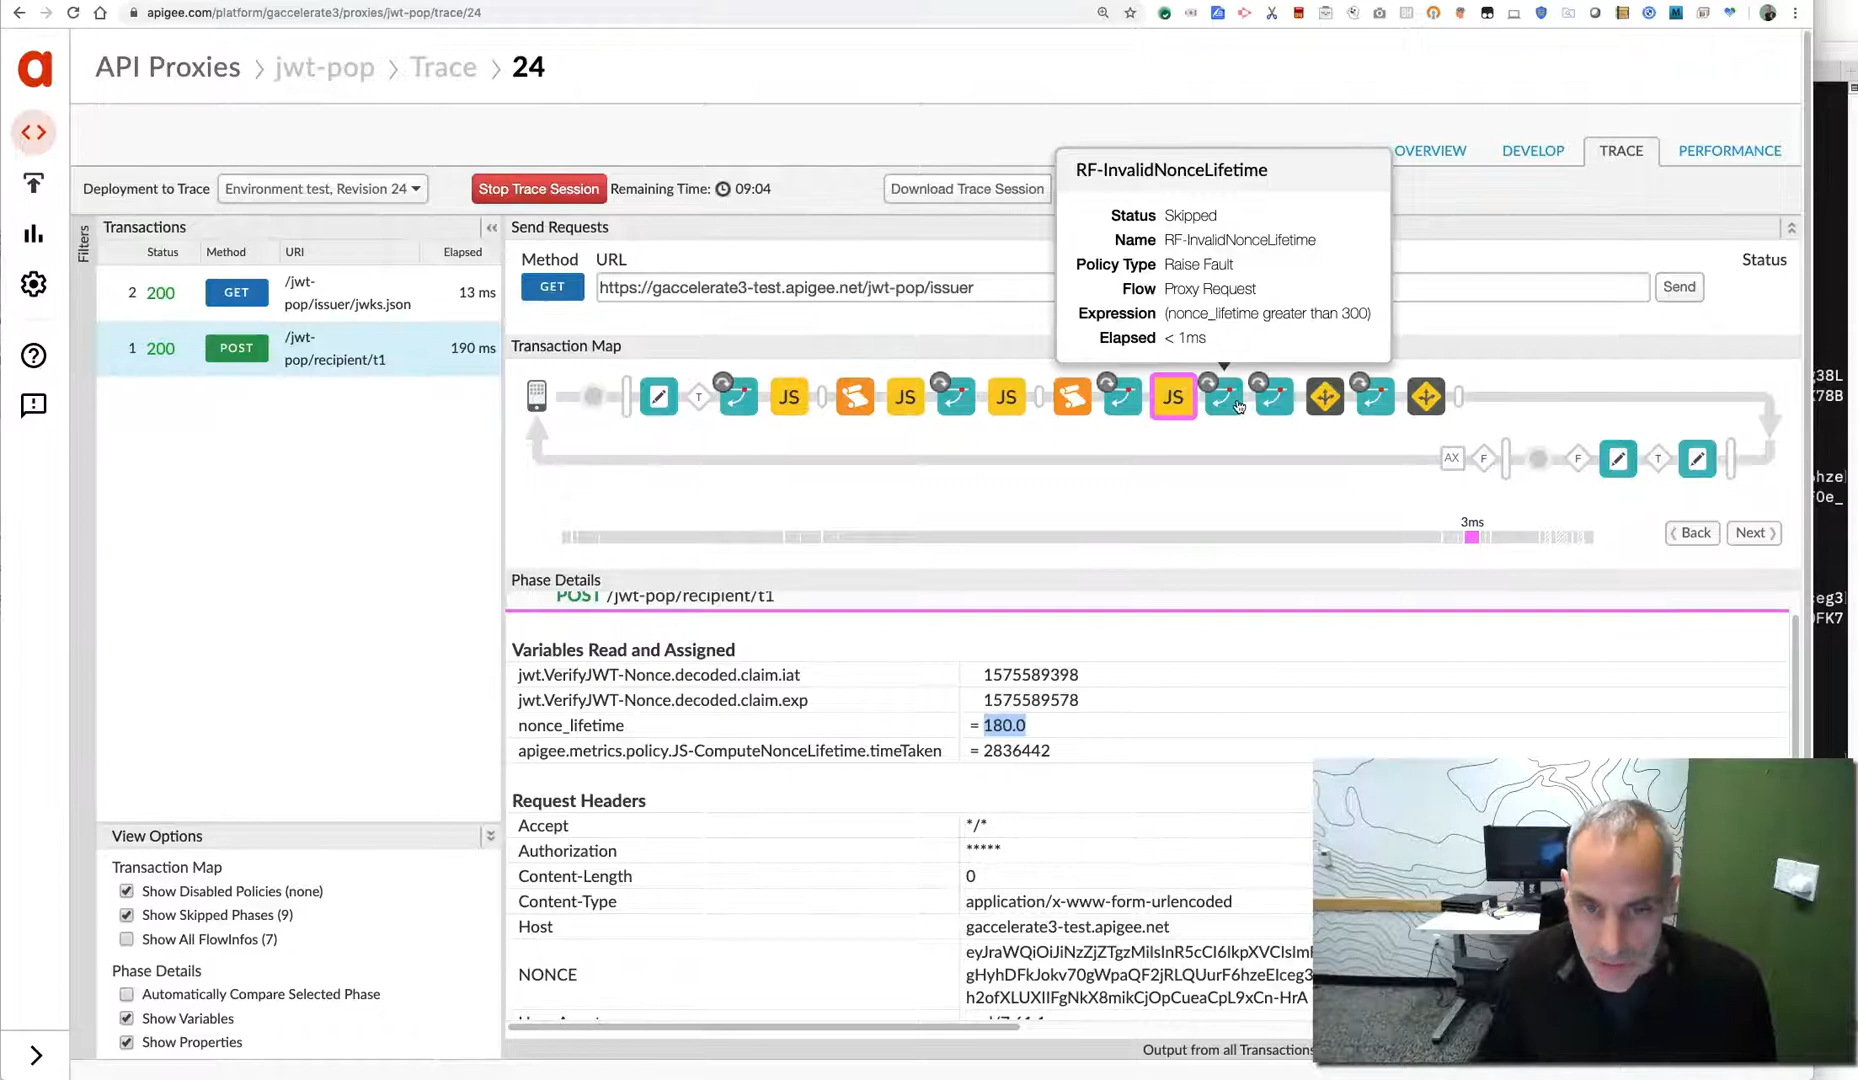 apigee.com/platform/gaccelerate3/proxies/jwt-pop/trace/24
API Proxies > jwt-pop > Trace > 24
OVERVIEW DEVELOP TRACE PERFORMANCE
Deployment to Trace Environment test, Revision 24 Stop Trace Session Remaining Time: 09:04 Download Trace Session
RF-InvalidNonceLifetime
Status Skipped
Name RF-InvalidNonceLifetime
Policy Type Raise Fault
Flow Proxy Request
Expression (nonce_lifetime greater than 300)
Elapsed < 1ms
Filters
Transactions
Status Method URI Elapsed
2 200 GET /jwt-pop/issuer/jwks.json 13 ms
1 200 POST /jwt-pop/recipient/t1 190 ms
Send Requests
Method URL Status
GET https://gaccelerate3-test.apigee.net/jwt-pop/issuer Send
Transaction Map
T JS JS JS JS
AX F F T
3ms
Back Next
Phase Details
POST /jwt-pop/recipient/t1
Variables Read and Assigned
jwt.VerifyJWT-Nonce.decoded.claim.iat 1575589398
jwt.VerifyJWT-Nonce.decoded.claim.exp 1575589578
nonce_lifetime = 180.0
apigee.metrics.policy.JS-ComputeNonceLifetime.timeTaken = 2836442
Request Headers
Accept */*
Authorization *****
Content-Length 0
Content-Type application/x-www-form-urlencoded
Host gaccelerate3-test.apigee.net
NONCE
Output from all Transactions
View Options
Transaction Map
Show Disabled Policies (none)
Show Skipped Phases (9)
Show All FlowInfos (7)
Phase Details
Automatically Compare Selected Phase
Show Variables
Show Properties